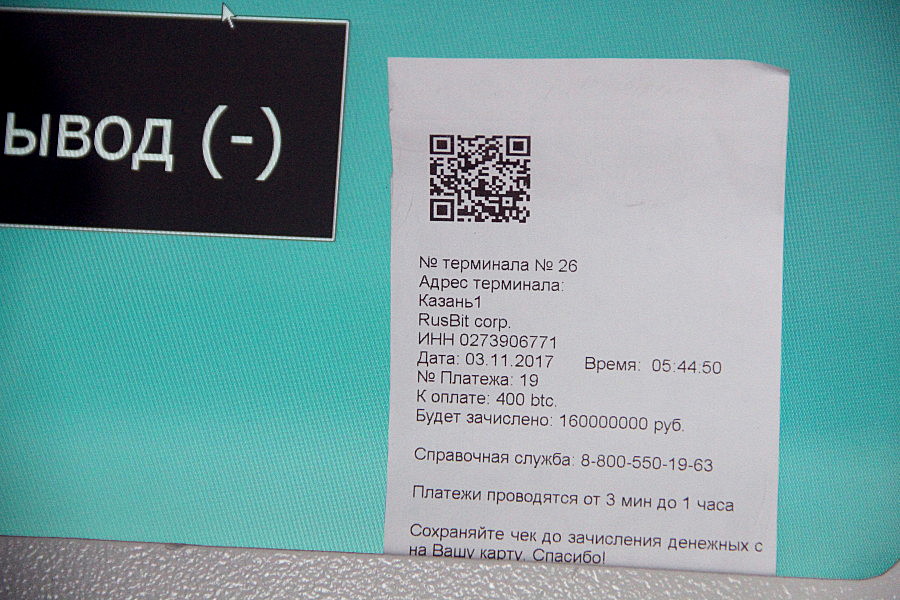 ывод (-)
№ терминала № 26
Адрес терминала:
Казань1
RusBit corp.
ИНН 0273906771
Дата: 03.11.2017 Время: 05:44:50
№ Платежа: 19
К оплате: 400 btc.
Будет зачислено: 160000000 руб.
Справочная служба: 8-800-550-19-63
Платежи проводятся от 3 мин до 1 часа
Сохраняйте чек до зачисления денежных с
на Вашу карту. Спасибо!